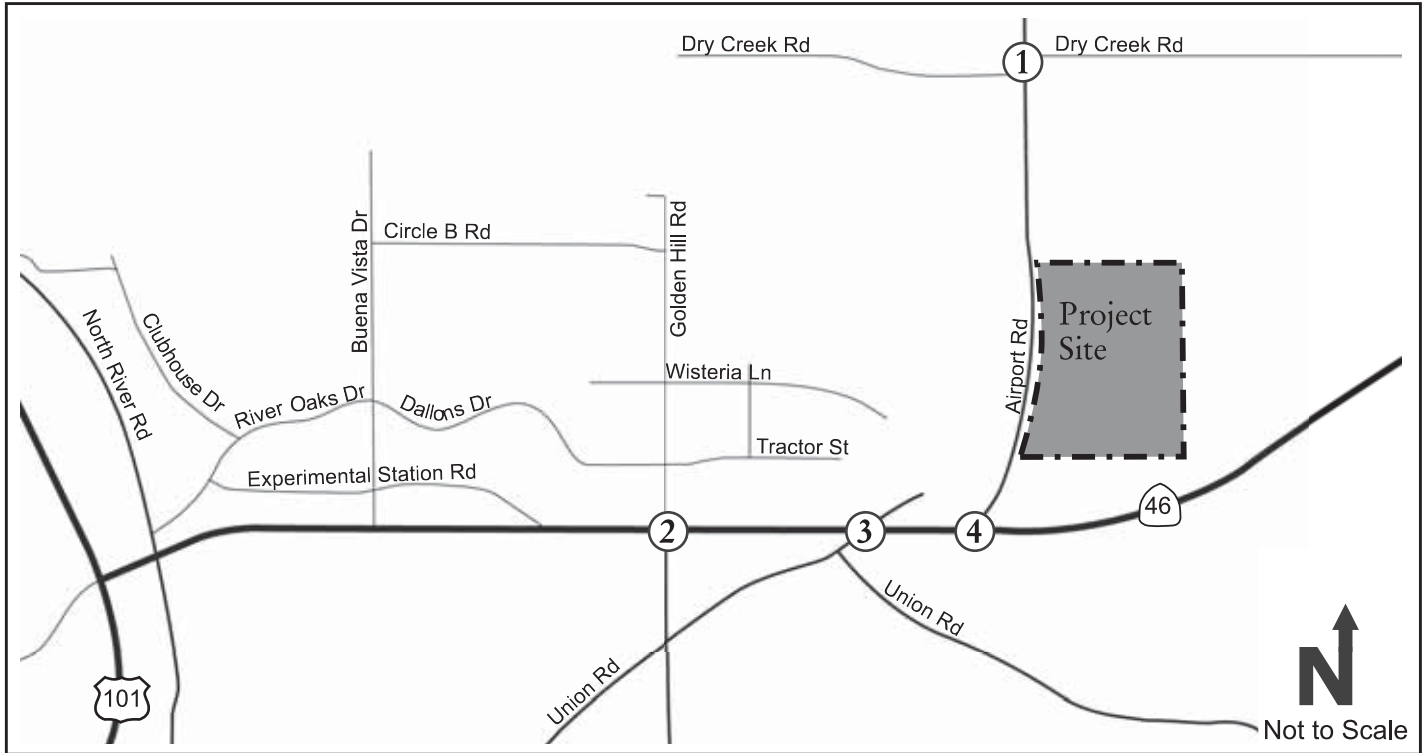 Dry Creek Rd
1
Dry Creek Rd
Buena Vista Dr
Circle B Rd
Golden Hill Rd
North River Rd
Clubhouse Dr
River Oaks Dr
Dallons Dr
Wisteria Ln
Airport Rd
Project
Site
Experimental Station Rd
Tractor St
2
3
4
46
Union Rd
Union Rd
101
N
Not to Scale